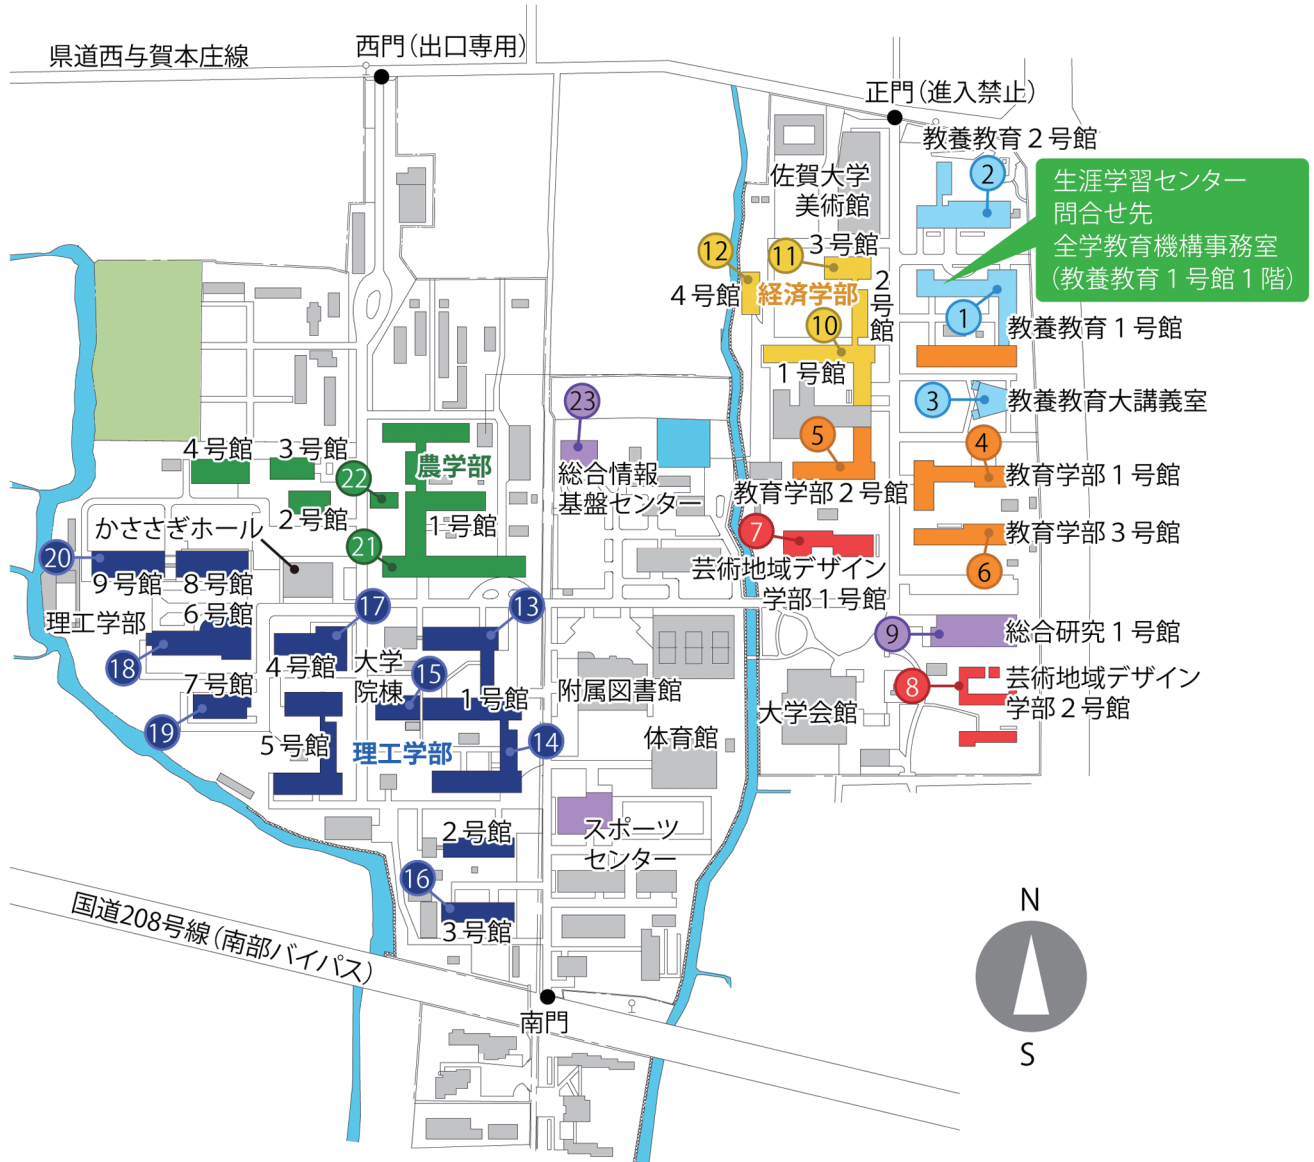 県道西与賀本庄線
西門（出口専用）
正門（進入禁止）
教養教育２号館
2
生涯学習センター
問合せ先
全学教育機構事務室
（教養教育１号館１階）
佐賀大学
美術館
12
11
３号館
４号館
経済学部
２号館
10
1
教養教育１号館
１号館
23
3
教養教育大講義室
5
4
４号館
３号館
22
農学部
総合情報
基盤センター
教育学部２号館
教育学部１号館
２号館
１号館
かささぎホール
7
教育学部３号館
20
21
6
９号館
８号館
芸術地域デザイン
学部１号館
理工学部
６号館
17
13
9
総合研究１号館
18
４号館
大学
院棟
15
１号館
附属図書館
8
芸術地域デザイン
学部２号館
７号館
大学会館
19
５号館
理工学部
14
体育館
２号館
スポーツ
センター
16
３号館
国道208号線（南部バイパス）
南門
N
S